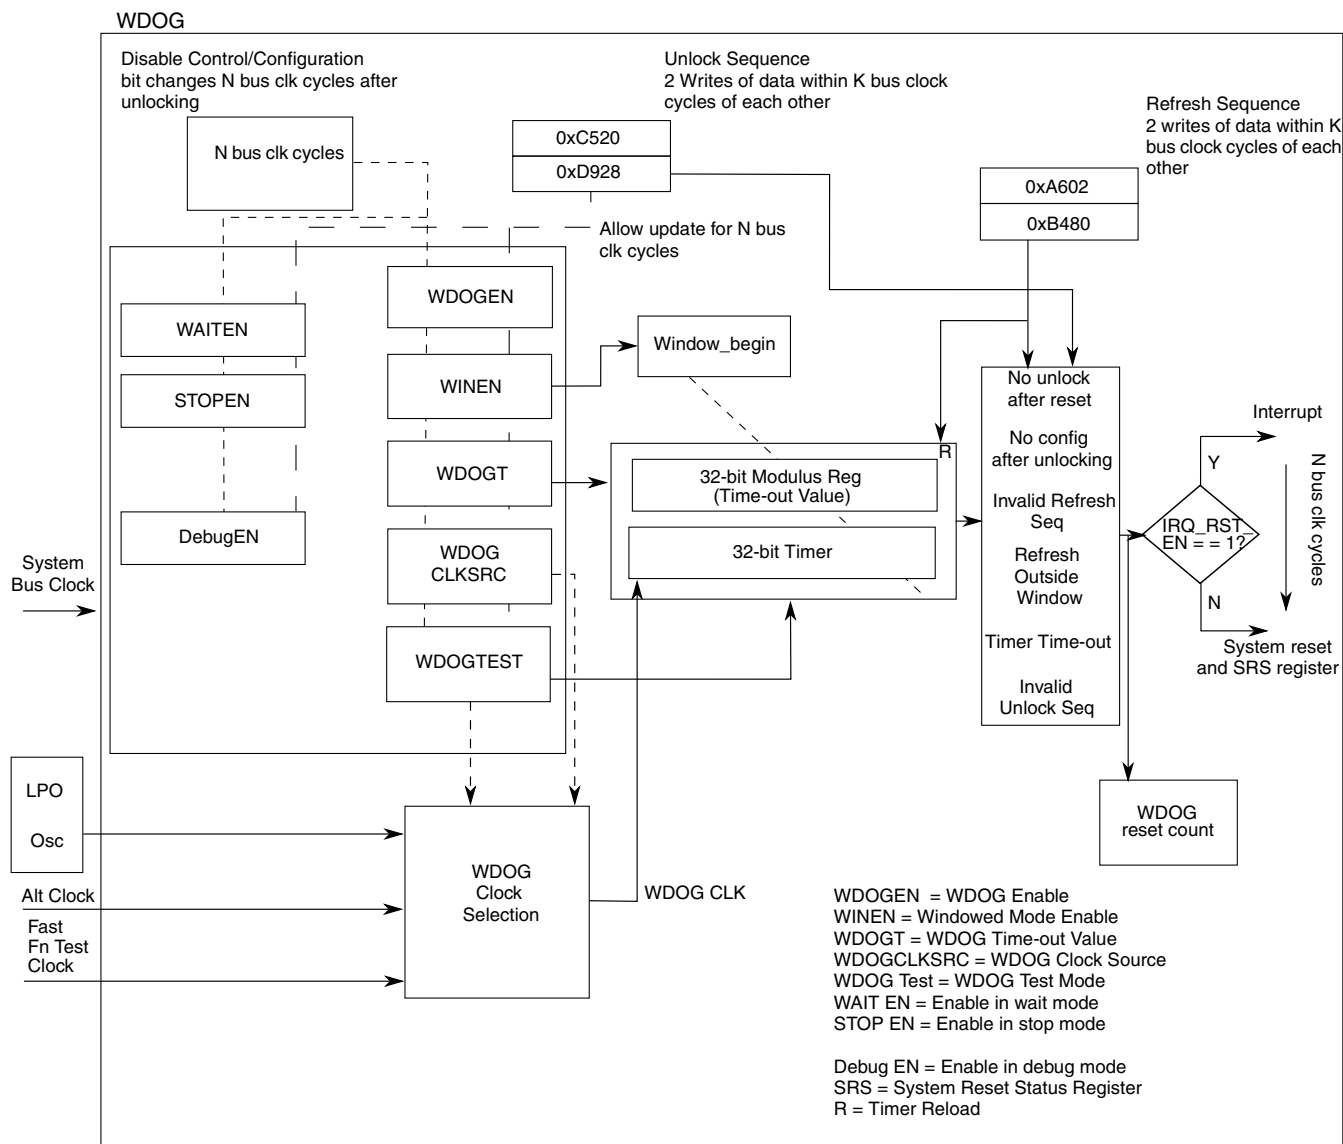 WDOG
Disable Control/Configuration
bit changes N bus clk cycles after
unlocking
Unlock Sequence
2 Writes of data within K bus clock
cycles of each other
Refresh Sequence
2 writes of data within K
bus clock cycles of each
other
N bus clk cycles
0xC520
0xD928
0xA602
0xB480
Allow update for N bus
clk cycles
WDOGEN
WAITEN
Window_begin
WINEN
STOPEN
No unlock
after reset
Interrupt
No config
after unlocking
R
Y
WDOGT
32-bit Modulus Reg
(Time-out Value)
Invalid Refresh
Seq
N bus clk cycles
DebugEN
WDOG
CLKSRC
32-bit Timer
IRQ_RST_
EN = = 1?
System
Bus Clock
Refresh
Outside
Window
N
WDOGTEST
Timer Time-out
System reset
and SRS register
Invalid
Unlock Seq
LPO
Osc
WDOG
reset count
WDOG
Clock
Selection
WDOG CLK
Alt Clock
Fast
Fn Test
Clock
WDOGEN = WDOG Enable
WINEN = Windowed Mode Enable
WDOGT = WDOG Time-out Value
WDOGCLKSRC = WDOG Clock Source
WDOG Test = WDOG Test Mode
WAIT EN = Enable in wait mode
STOP EN = Enable in stop mode
Debug EN = Enable in debug mode
SRS = System Reset Status Register
R = Timer Reload